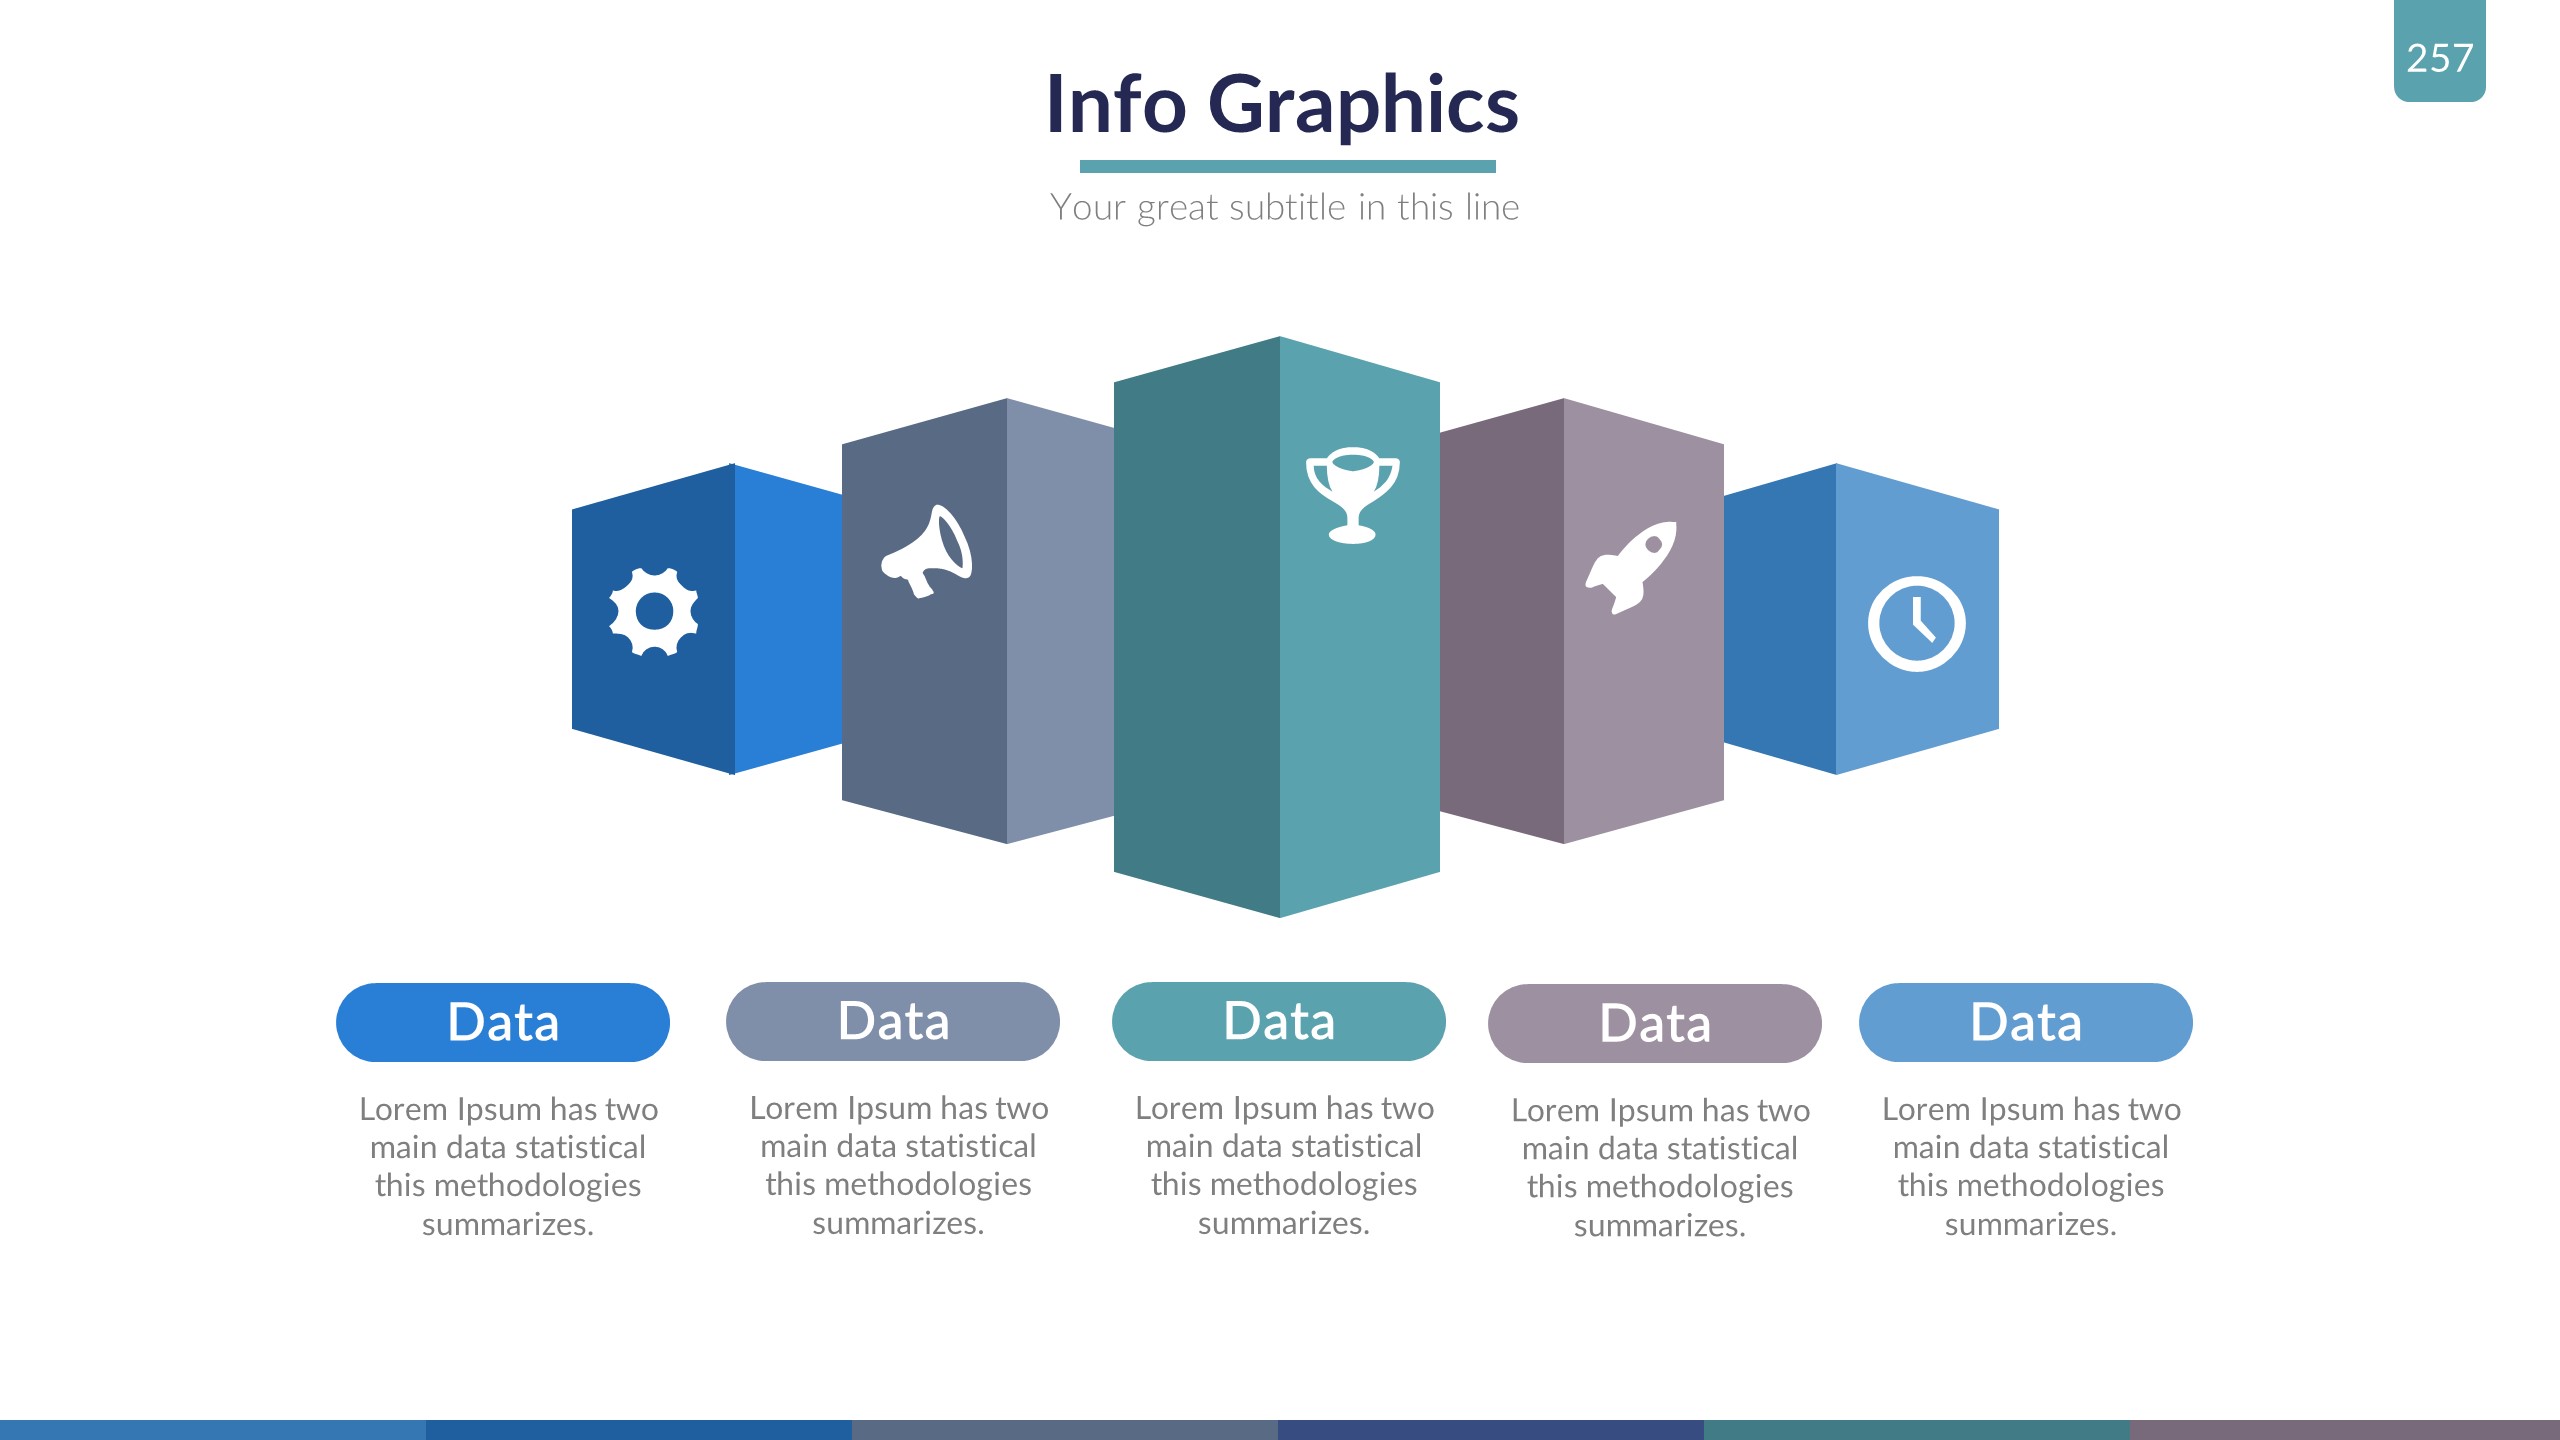 257
Info Graphics
Your great subtitle in this line
Data
Lorem Ipsum has two
main data statistical
this methodologies
summarizes.
Data
Lorem Ipsum has two
main data statistical
this methodologies
summarizes.
Data
Lorem Ipsum has two
main data statistical
this methodologies
summarizes.
Data
Lorem Ipsum has two
main data statistical
this methodologies
summarizes.
Data
Lorem Ipsum has two
main data statistical
this methodologies
summarizes.